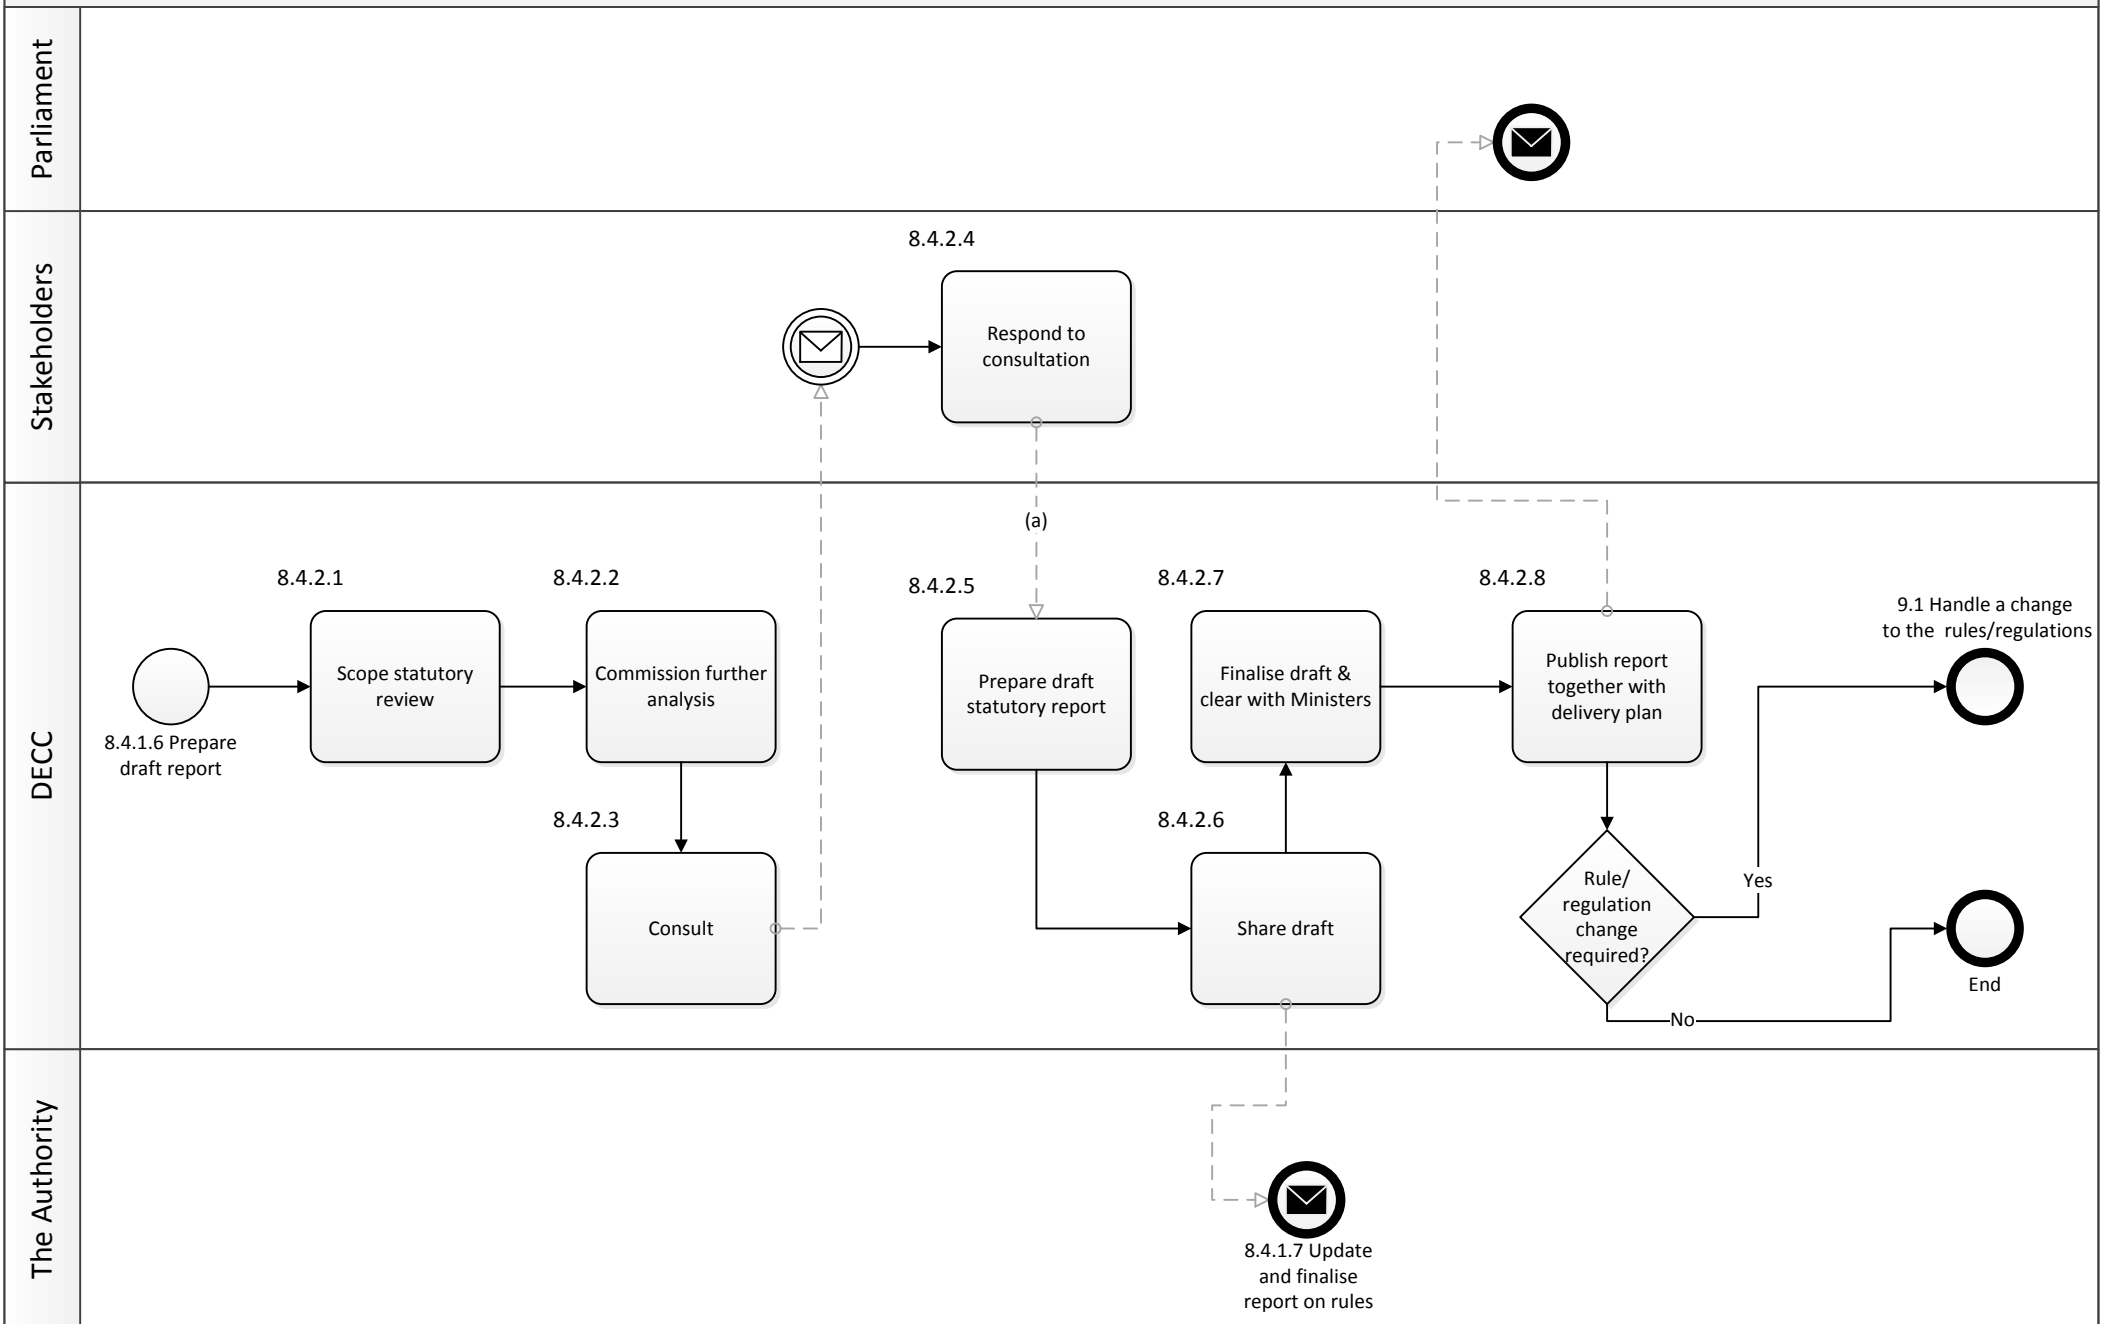 Parliament
Stakeholders
8.4.2.4
Respond to
consultation
(a)
DECC
8.4.2.1
Scope statutory
review
8.4.2.2
Commission further
analysis
8.4.2.3
Consult
8.4.1.6 Prepare
draft report
8.4.2.5
Prepare draft
statutory report
8.4.2.7
Finalise draft &
clear with Ministers
8.4.2.6
Share draft
8.4.2.8
Publish report
together with
delivery plan
Rule/
regulation
change
required?
Yes
No
9.1 Handle a change
to the rules/regulations
End
The Authority
8.4.1.7 Update
and finalise
report on rules